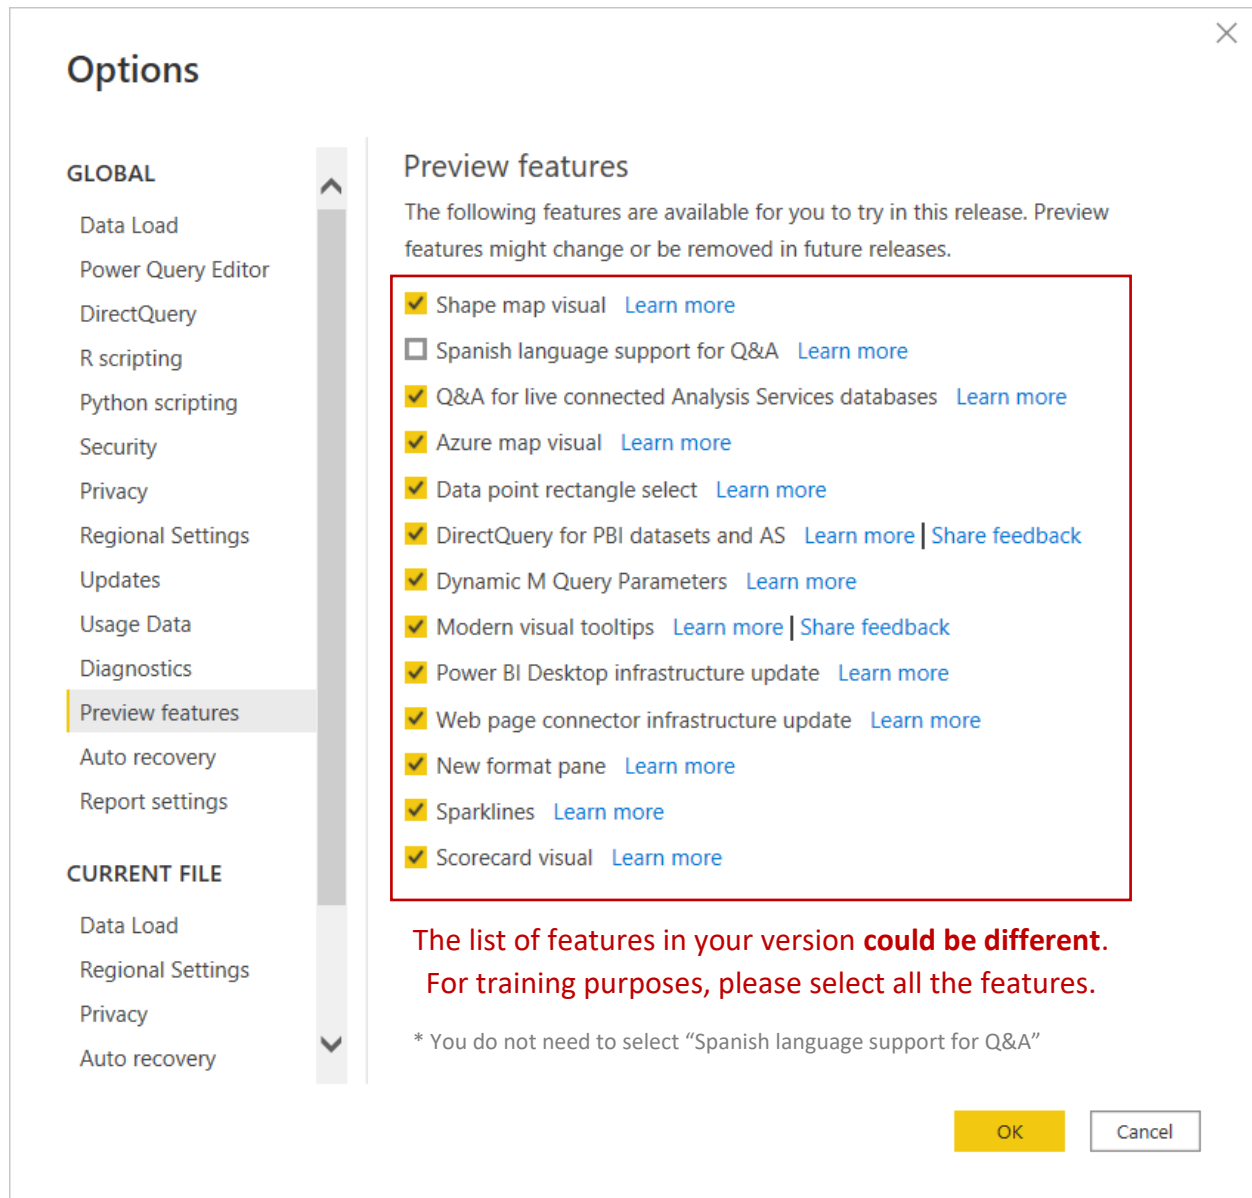 Options
GLOBAL
Data Load
Power Query Editor
DirectQuery
R scripting
Python scripting
Security
Privacy
Regional Settings
Updates
Usage Data
Diagnostics
Preview features
Auto recovery
Report settings
CURRENT FILE
Data Load
Regional Settings
Privacy
Auto recovery
Preview features
The following features are available for you to try in this release. Preview
features might change or be removed in future releases.
Shape map visual Learn more
Spanish language support for Q&A Learn more
Q&A for live connected Analysis Services databases Learn more
Azure map visual Learn more
Data point rectangle select Learn more
DirectQuery for PBI datasets and AS Learn more | Share feedback
Dynamic M Query Parameters Learn more
Modern visual tooltips Learn more | Share feedback
Power BI Desktop infrastructure update Learn more
Web page connector infrastructure update Learn more
New format pane Learn more
Sparklines Learn more
Scorecard visual Learn more
The list of features in your version could be different.
For training purposes, please select all the features.
* You do not need to select “Spanish language support for Q&A”
OK
Cancel